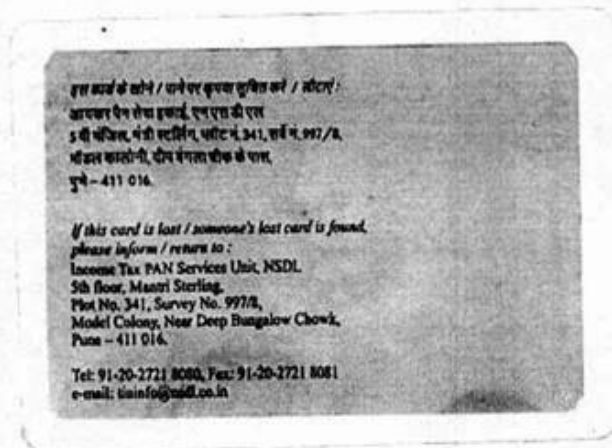 इस कार्ड के खोने / पाने पर कृपया सूचित करें / लौटाएं :
आयकर पैन सेवा इकाई, एन एस डी एल
5 वी मंजिल, मंत्री स्टर्लिंग, प्लॉट नं. 341, सर्वे नं. 997/8,
मॉडल कालोनी, दीप बंगला चौक के पास,
पुणे – 411 016.
If this card is lost / someone's lost card is found,
please inform / return to :
Income Tax PAN Services Unit, NSDL
5th floor, Mantri Sterling,
Plot No. 341, Survey No. 997/8,
Model Colony, Near Deep Bungalow Chowk,
Pune – 411 016.
Tel: 91-20-2721 8080, Fax: 91-20-2721 8081
e-mail: tininfo@nsdl.co.in